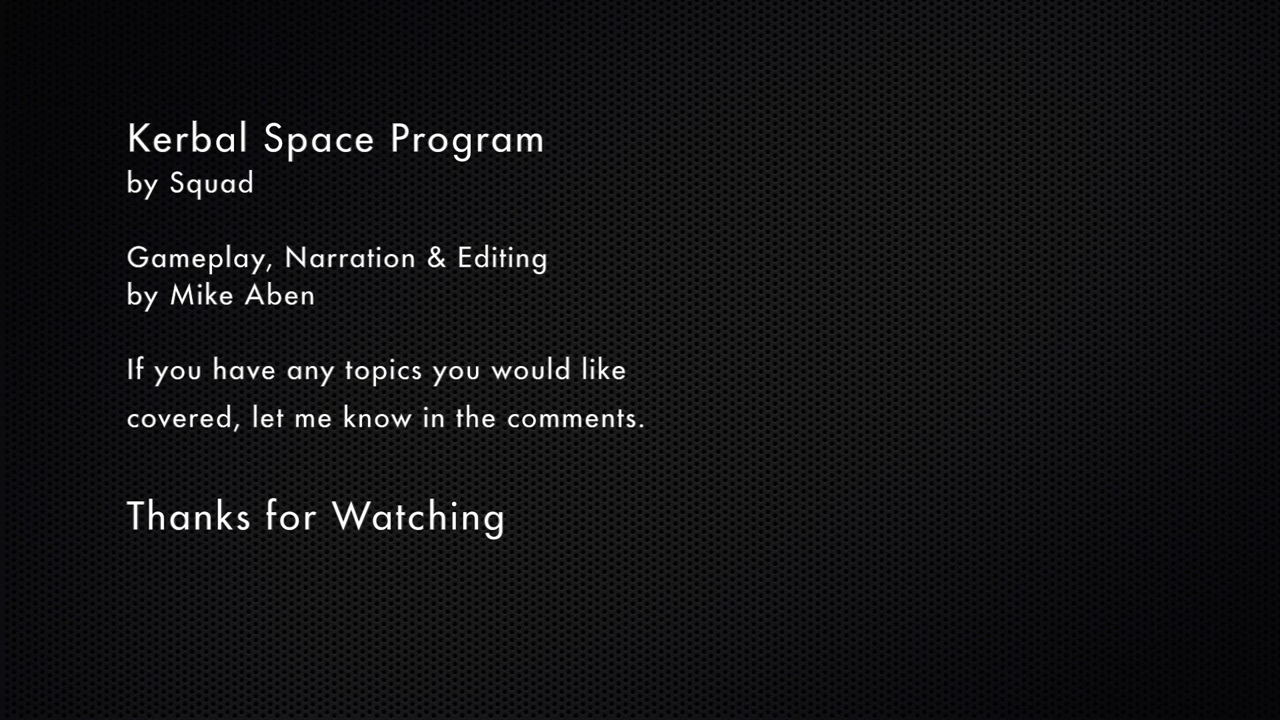 Kerbal Space Program
by Squad
Gameplay, Narration & Editing
by Mike Aben
If you have any topics you would like
covered, let me know in the comments.
Thanks for Watching